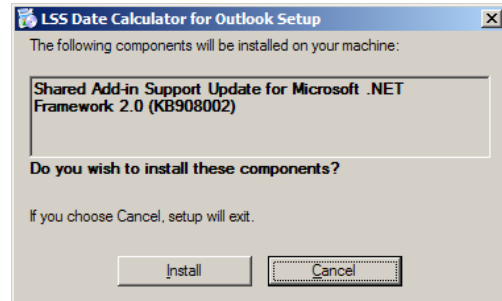 LSS Date Calculator for Outlook Setup
The following components will be installed on your machine:
Shared Add-in Support Update for Microsoft .NET
Framework 2.0 (KB908002)
Do you wish to install these components?
If you choose Cancel, setup will exit.
Install
Cancel